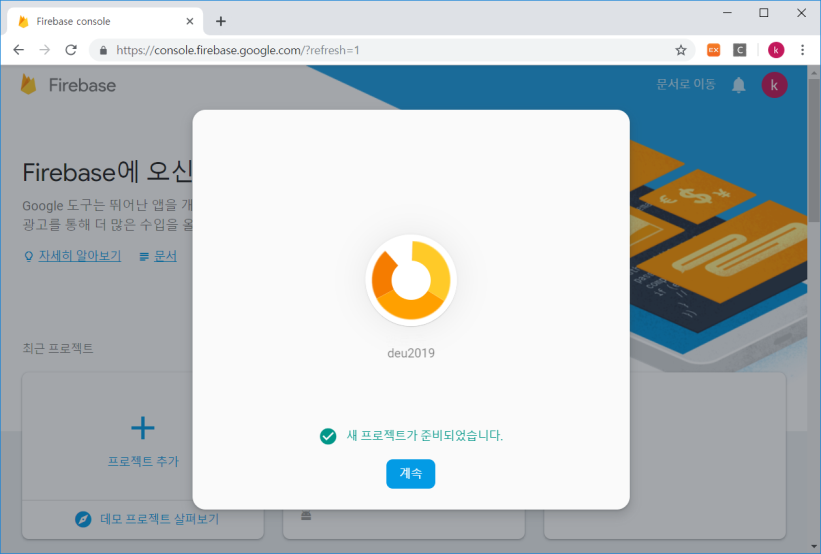 Firebase console
https://console.firebase.google.com/?refresh=1
EX
C
k
Firebase
문서로 이동
k
Firebase에 오신
Google 도구는 뛰어난 앱을 개
광고를 통해 더 많은 수입을 올
자세히 알아보기
문서
최근 프로젝트
프로젝트 추가
데모 프로젝트 살펴보기
deu2019
새 프로젝트가 준비되었습니다.
계속